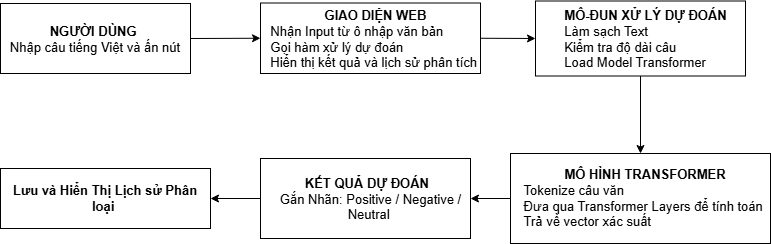 NGƯỜI DÙNG
Nhập câu tiếng Việt và ấn nút
GIAO DIỆN WEB
Nhận Input từ ô nhập văn bản
Gọi hàm xử lý dự đoán
Hiển thị kết quả và lịch sử phân tích
MÔ-ĐUN XỬ LÝ DỰ ĐOÁN
Làm sạch Text
Kiểm tra độ dài câu
Load Model Transformer
MÔ HÌNH TRANSFORMER
Tokenize câu văn
Đưa qua Transformer Layers để tính toán
Trả về vector xác suất
KẾT QUẢ DỰ ĐOÁN
Gắn Nhãn: Positive / Negative /
Neutral
Lưu và Hiển Thị Lịch sử Phân
loại